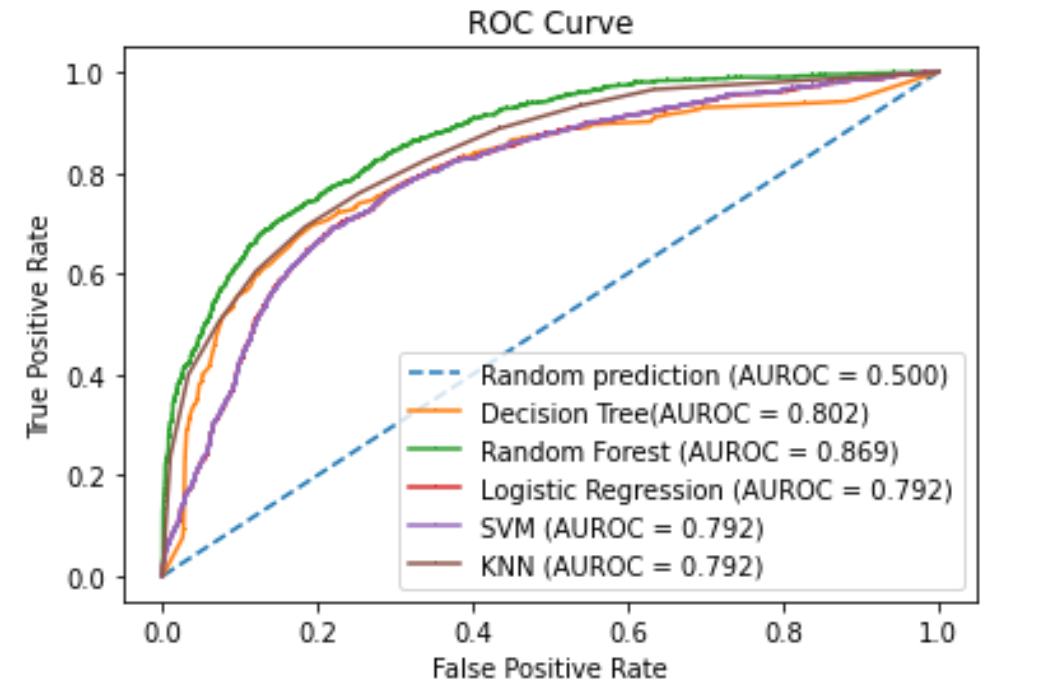 ROC Curve
1.0
0.8
0.6
0.4
0.2
0.0
True Positive Rate
Random prediction (AUROC = 0.500)
Decision Tree(AUROC = 0.802)
Random Forest (AUROC = 0.869)
Logistic Regression (AUROC = 0.792)
SVM (AUROC = 0.792)
KNN (AUROC = 0.792)
0.0 0.2 0.4 0.6 0.8 1.0
False Positive Rate